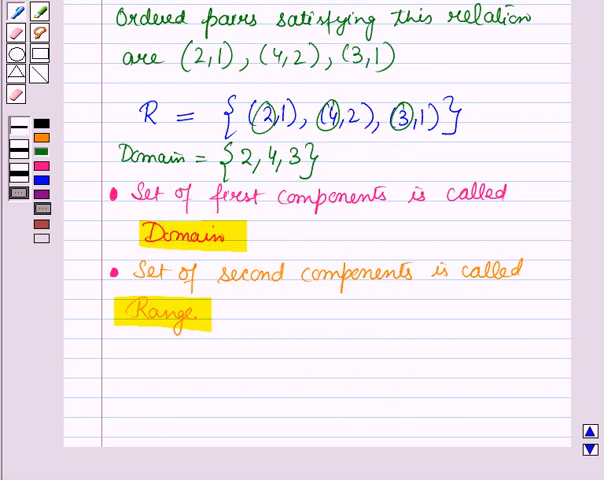 Ordered pairs satisfying this relation
are (2,1), (4,2), (3,1)
R = { (2,1), (4,2), (3,1) }
Domain = { 2, 4, 3 }
• Set of first components is called
Domain
• Set of second components is called
Range.